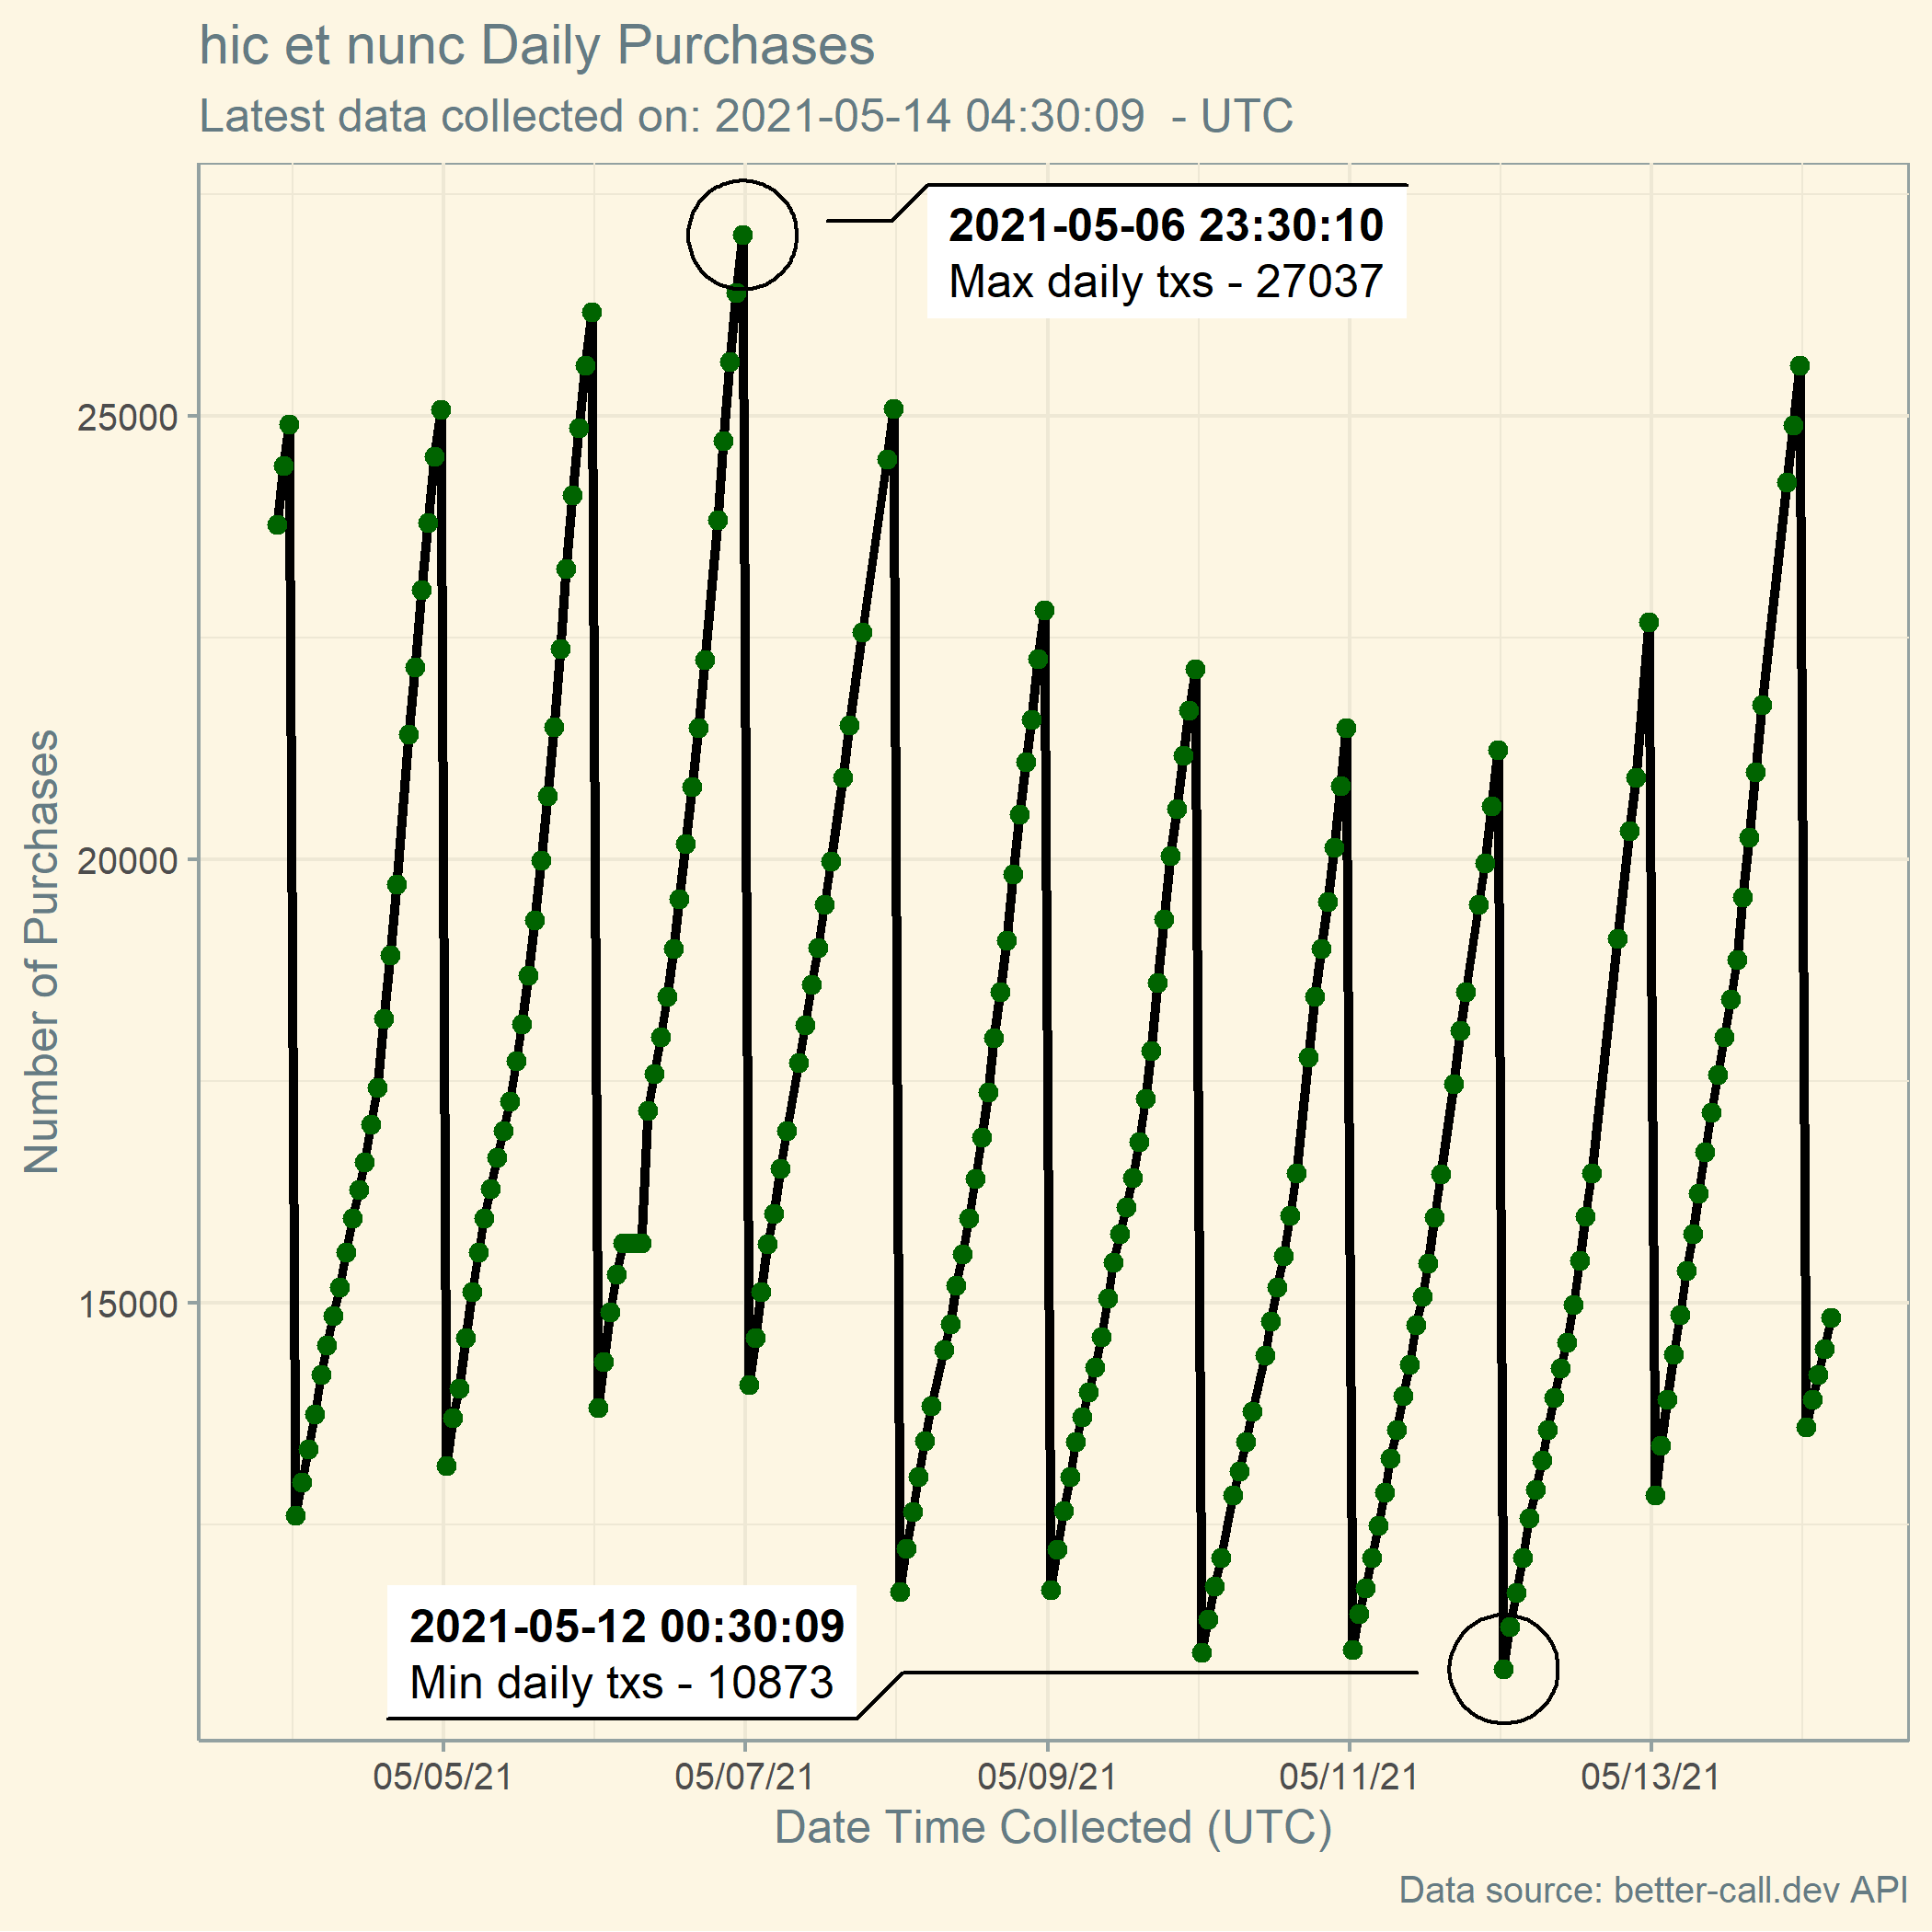 hic et nunc Daily Purchases
Latest data collected on: 2021-05-14 04:30:09  - UTC
2021-05-06 23:30:10
Max daily txs - 27037
25000
20000
15000
Number of Purchases
2021-05-12 00:30:09
Min daily txs - 10873
05/05/21 05/07/21 05/09/21 05/11/21 05/13/21
Date Time Collected (UTC)
Data source: better-call.dev API